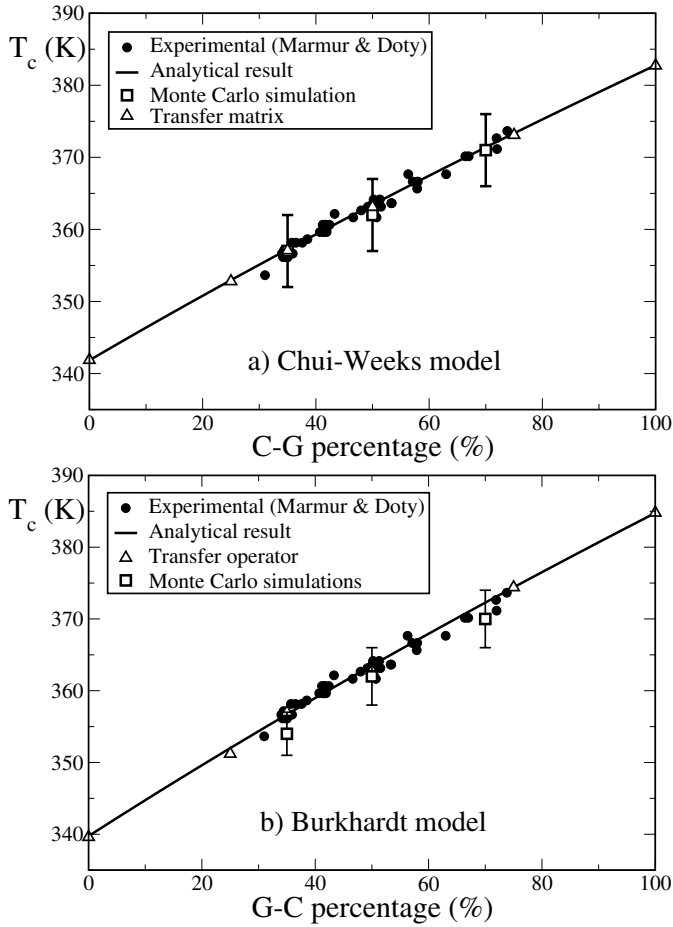 390
T_c (K)
Experimental (Marmur & Doty)
Analytical result
Monte Carlo simulation
Transfer matrix
380
370
360
350
340
a) Chui-Weeks model
0 20 40 60 80 100
C-G percentage (%)
390
T_c (K)
Experimental (Marmur & Doty)
Analytical result
Transfer operator
Monte Carlo simulations
380
370
360
350
340
b) Burkhardt model
0 20 40 60 80 100
G-C percentage (%)